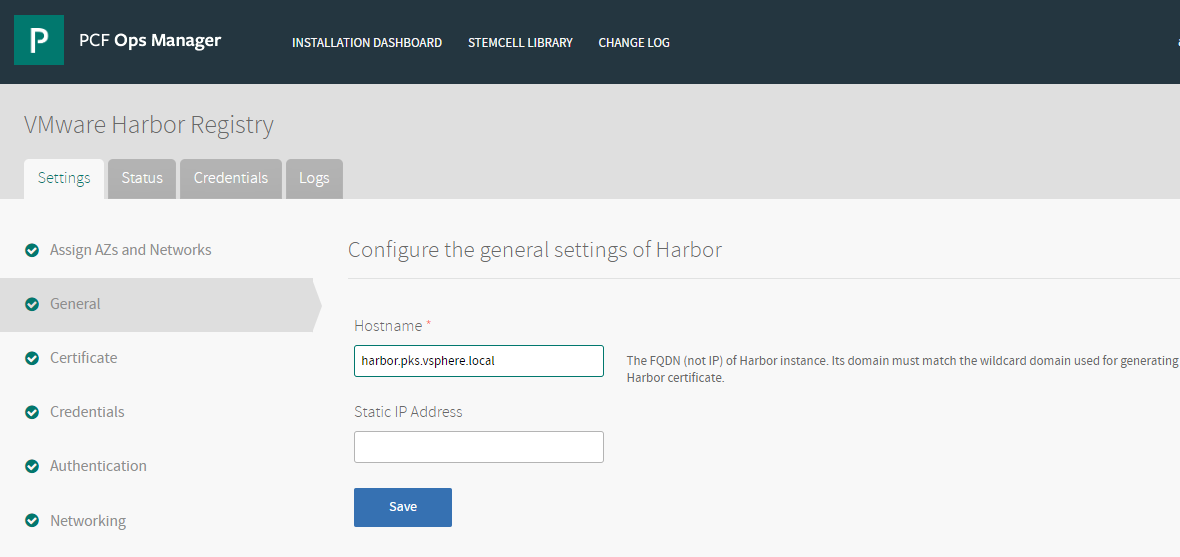 P PCF Ops Manager
INSTALLATION DASHBOARD STEMCELL LIBRARY CHANGE LOG
VMware Harbor Registry
Settings Status Credentials Logs
Assign AZs and Networks
General
Certificate
Credentials
Authentication
Networking
Configure the general settings of Harbor
Hostname *
harbor.pks.vsphere.local
The FQDN (not IP) of Harbor instance. Its domain must match the wildcard domain used for generating
Harbor certificate.
Static IP Address
Save